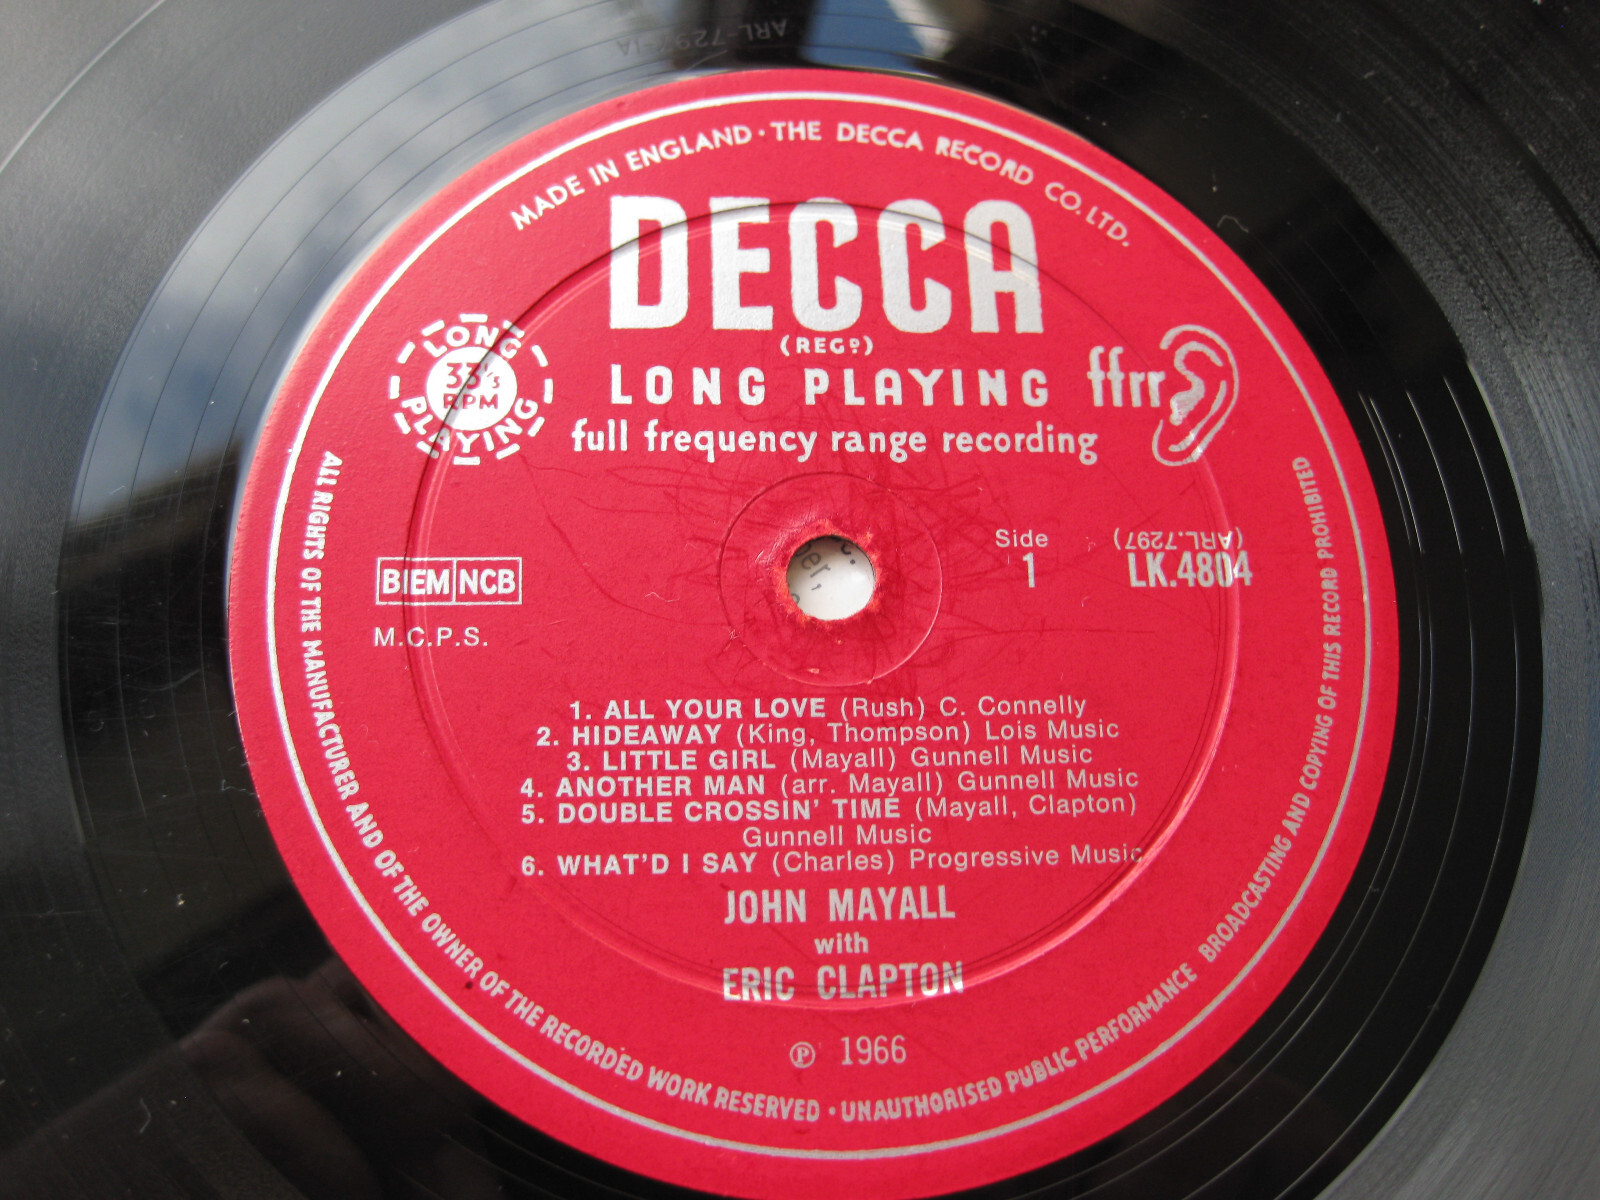 ARL-7297-1A
MADE IN ENGLAND · THE DECCA RECORD CO. LTD.
DECCA
(REGD)
LONG PLAYING
33⅓
RPM
LONG PLAYING
ffrr
full frequency range recording
BIEM NCB
M.C.P.S.
Side
1
(ARL.7297)
LK.4804
1. ALL YOUR LOVE (Rush) C. Connelly
2. HIDEAWAY (King, Thompson) Lois Music
3. LITTLE GIRL (Mayall) Gunnell Music
4. ANOTHER MAN (arr. Mayall) Gunnell Music
5. DOUBLE CROSSIN' TIME (Mayall, Clapton)
Gunnell Music
6. WHAT'D I SAY (Charles) Progressive Music
JOHN MAYALL
with
ERIC CLAPTON
℗ 1966
ALL RIGHTS OF THE MANUFACTURER AND OF THE OWNER OF THE RECORDED WORK RESERVED · UNAUTHORISED PUBLIC PERFORMANCE BROADCASTING AND COPYING OF THIS RECORD PROHIBITED